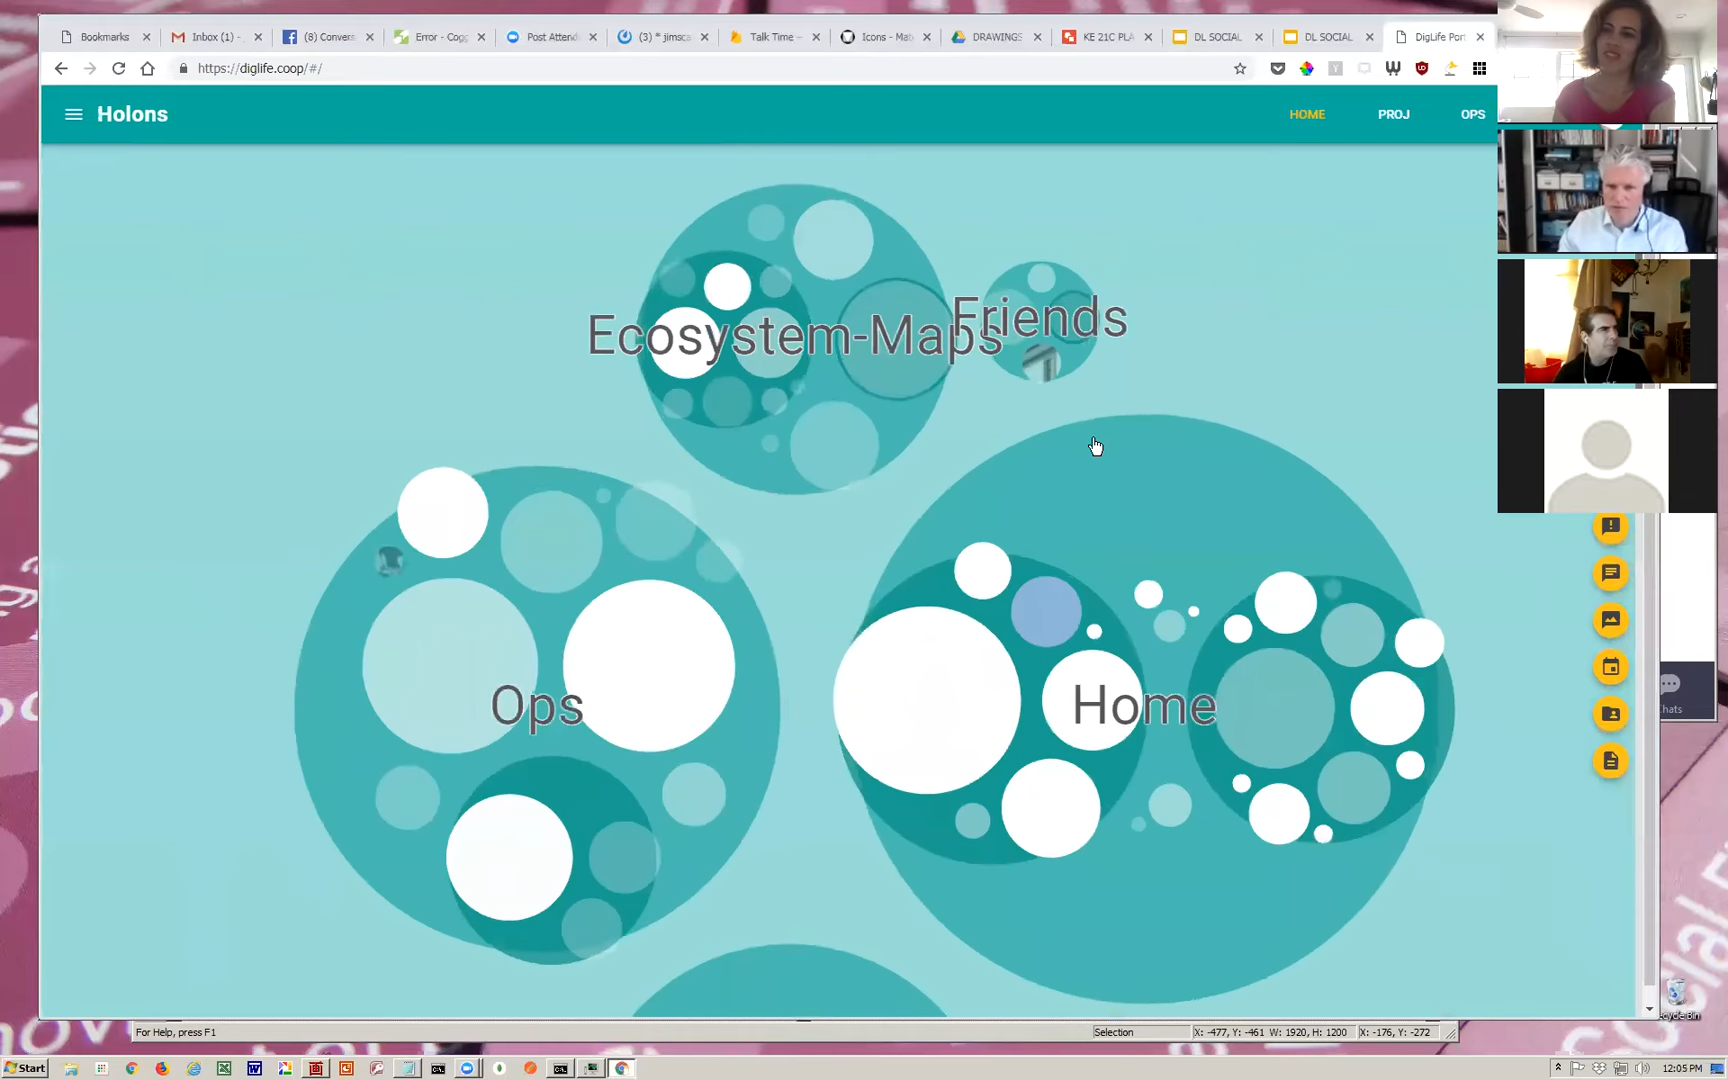 Bookmarks
Inbox (1) -
(8) Convers
Error - Cogg
Post Attend
(3) * jimsca
Talk Time –
Icons - Mat
DRAWINGS
KE 21C PLA
DL SOCIAL
DL SOCIAL
DigLife Port
https://diglife.coop/#/
Holons
HOME
PROJ
OPS
Ecosystem-Maps
Friends
Ops
Home
For Help, press F1
Selection
X: -477, Y: -461 W: 1920, H: 1200
X: -176, Y: -272
Start
12:05 PM